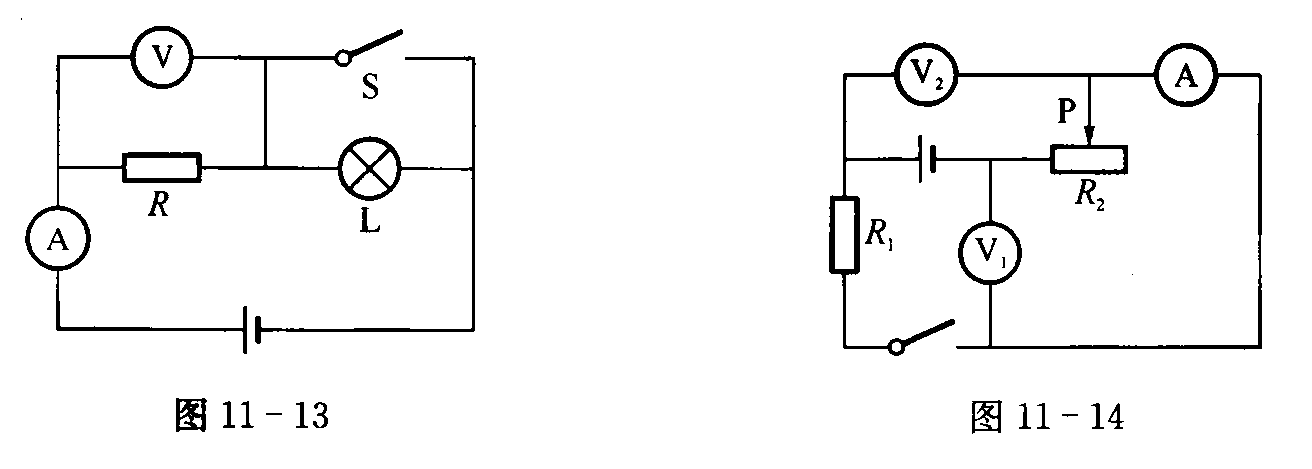 V
S
R
L
A
图 11-13
V₂
A
P
R₂
R₁
V₁
图 11-14